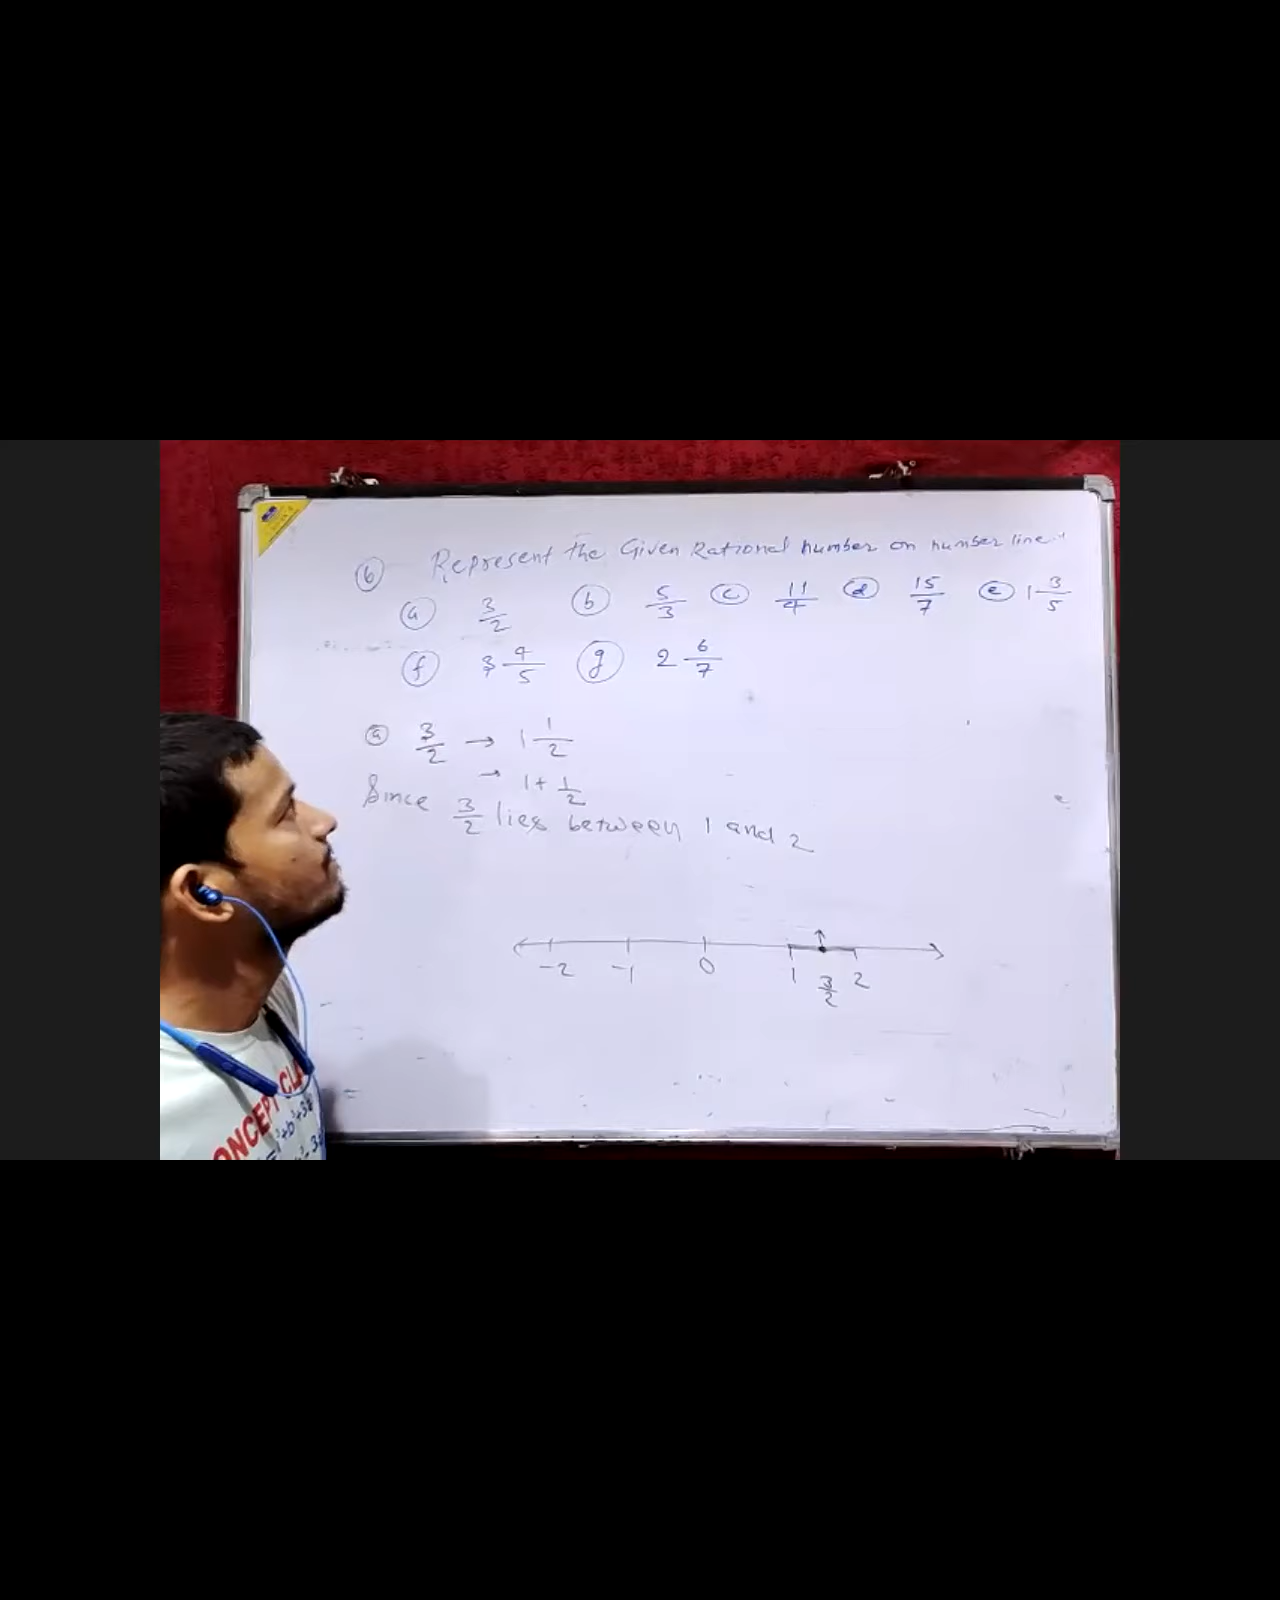 ⑥ Represent the Given Rational number on number line.
ⓐ 3/2 ⓑ 5/3 ⓒ 11/4 ⓓ 15/7 ⓔ 1 3/5
ⓕ 3 4/5 ⓖ 2 6/7
ⓐ 3/2 → 1 1/2
→ 1 + 1/2
Since 3/2 lies between 1 and 2
-2 -1 0 1 3/2 2